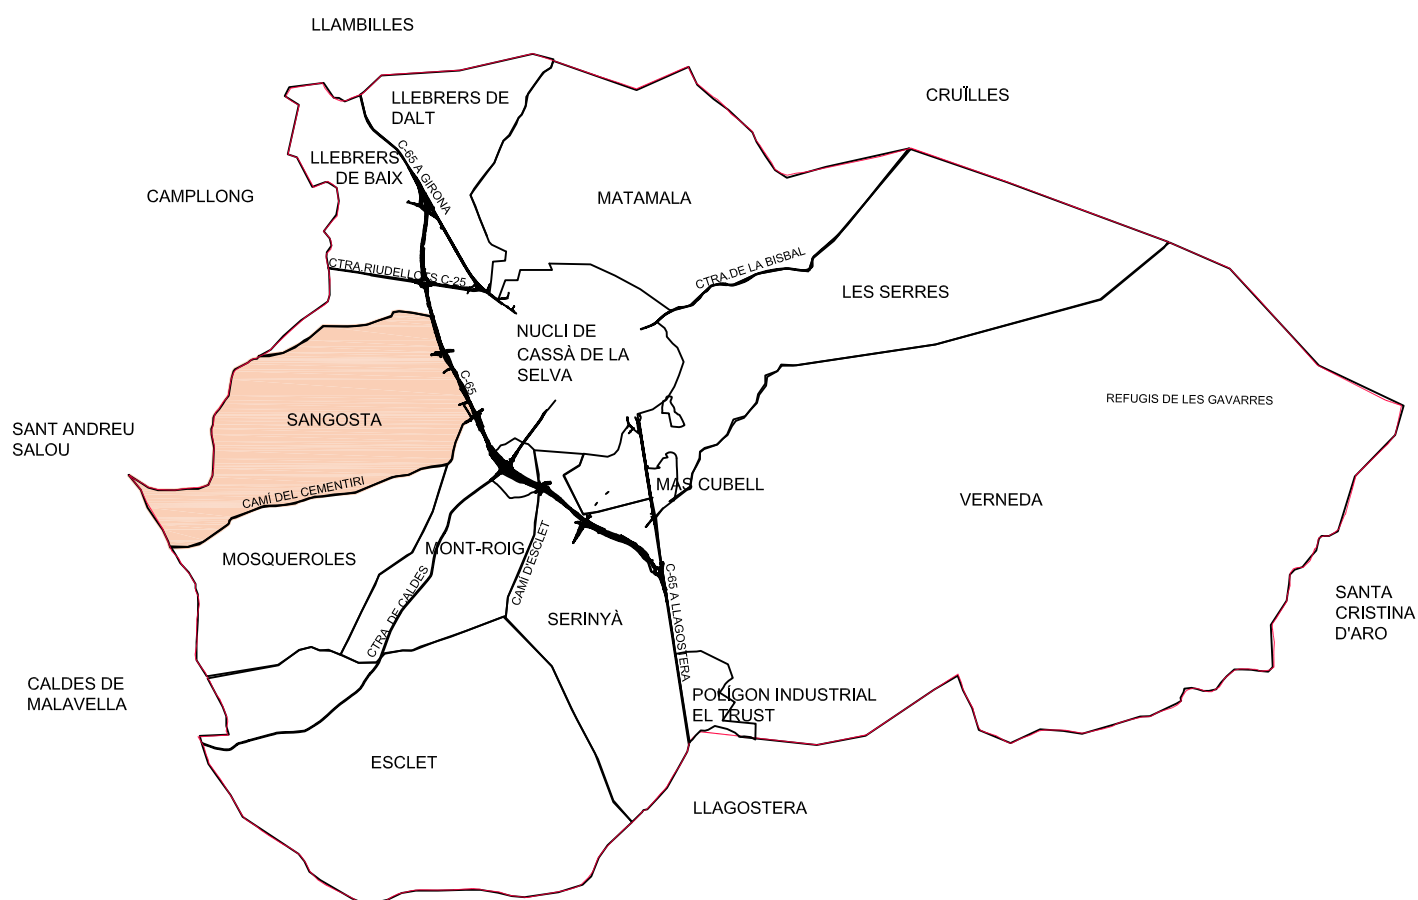 LLAMBILLES
CRUÏLLES
LLEBRERS DE
DALT
C-65 A GIRONA
LLEBRERS
DE BAIX
CAMPLLONG
MATAMALA
CTRA.RIUDELLOTS C-25
CTRA.DE LA BISBAL
LES SERRES
NUCLI DE
CASSÀ DE LA
SELVA
C-65
REFUGIS DE LES GAVARRES
SANGOSTA
SANT ANDREU
SALOU
CAMÍ DEL CEMENTIRI
MAS CUBELL
VERNEDA
MOSQUEROLES
MONT-ROIG
CAMÍ D'ESCLET
CTRA. DE CALDES
C-65 A LLAGOSTERA
SERINYÀ
SANTA
CRISTINA
D'ARO
CALDES DE
MALAVELLA
POLÍGON INDUSTRIAL
EL TRUST
ESCLET
LLAGOSTERA